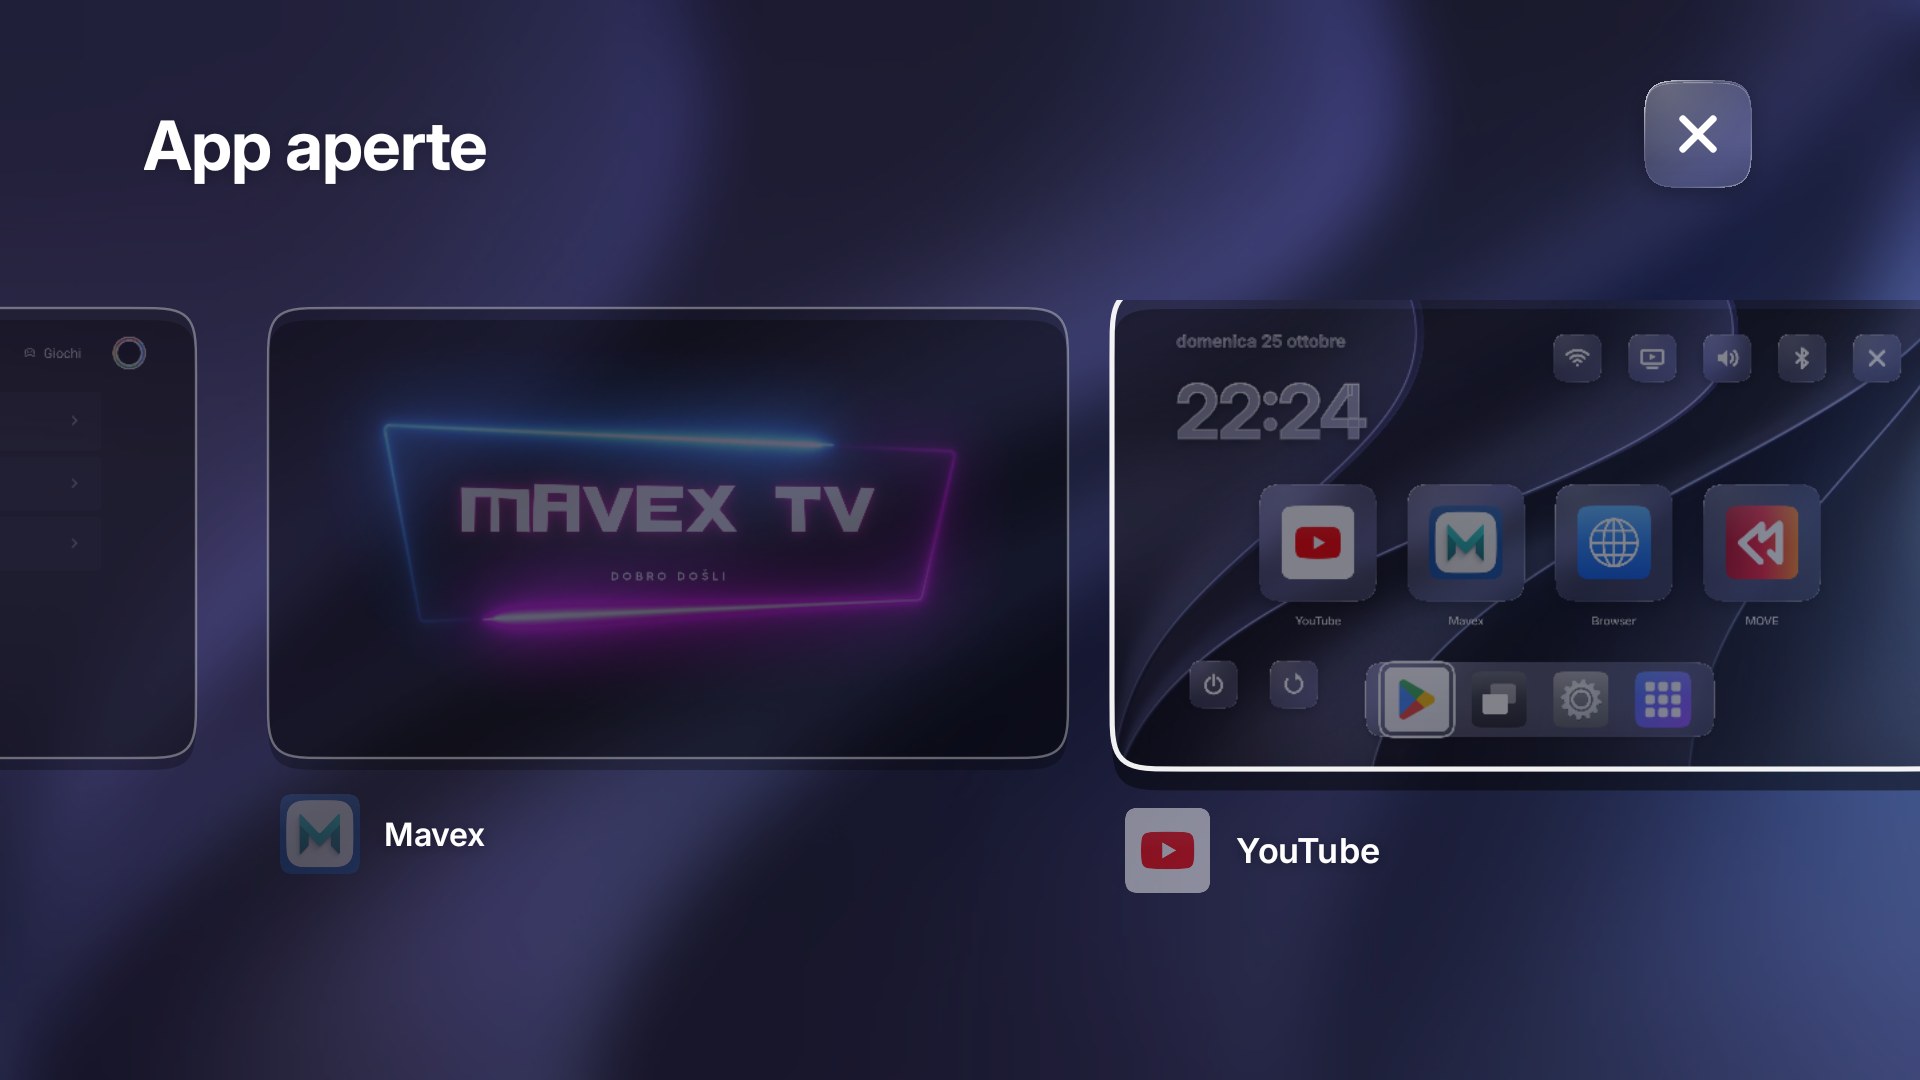 App aperte
Giochi
MAVEX TV
DOBRO DOŠLI
domenica 25 ottobre
22:24
YouTube
Mavex
Browser
MOVE
Mavex
YouTube